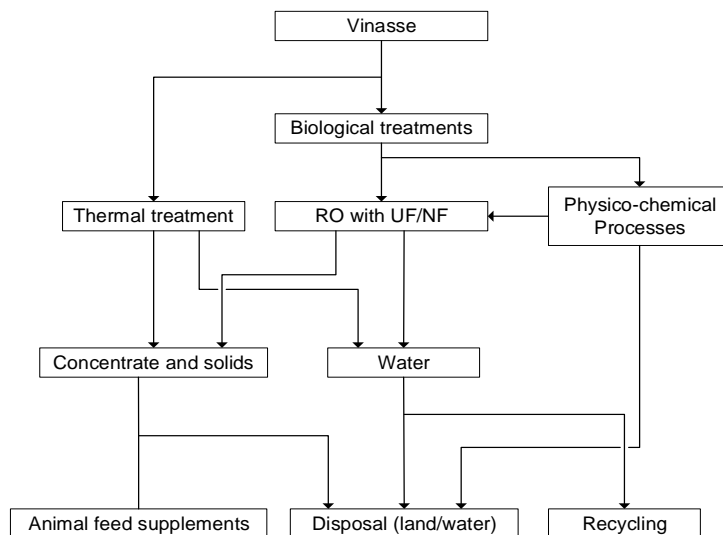 Vinasse
Biological treatments
Thermal treatment
RO with UF/NF
Physico-chemical
Processes
Concentrate and solids
Water
Animal feed supplements
Disposal (land/water)
Recycling